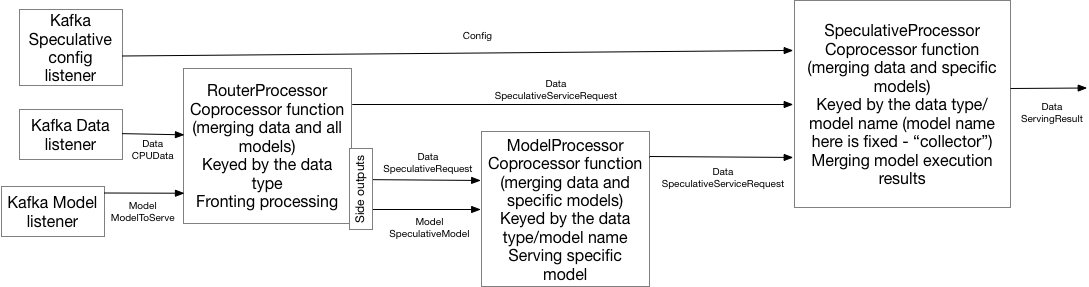 Kafka
Speculative
config
listener
Config
SpeculativeProcessor
Coprocessor function
(merging data and specific
models)
Keyed by the data type/
model name (model name
here is fixed - “collector”)
Merging model execution
results
Data
ServingResult
Kafka Data
listener
Data
CPUData
Kafka Model
listener
Model
ModelToServe
RouterProcessor
Coprocessor function
(merging data and all
models)
Keyed by the data
type
Fronting processing
Side outputs
Data
SpeculativeServiceRequest
Data
SpeculativeRequest
Model
SpeculativeModel
ModelProcessor
Coprocessor function
(merging data and
specific models)
Keyed by the data
type/model name
Serving specific
model
Data
SpeculativeServiceRequest